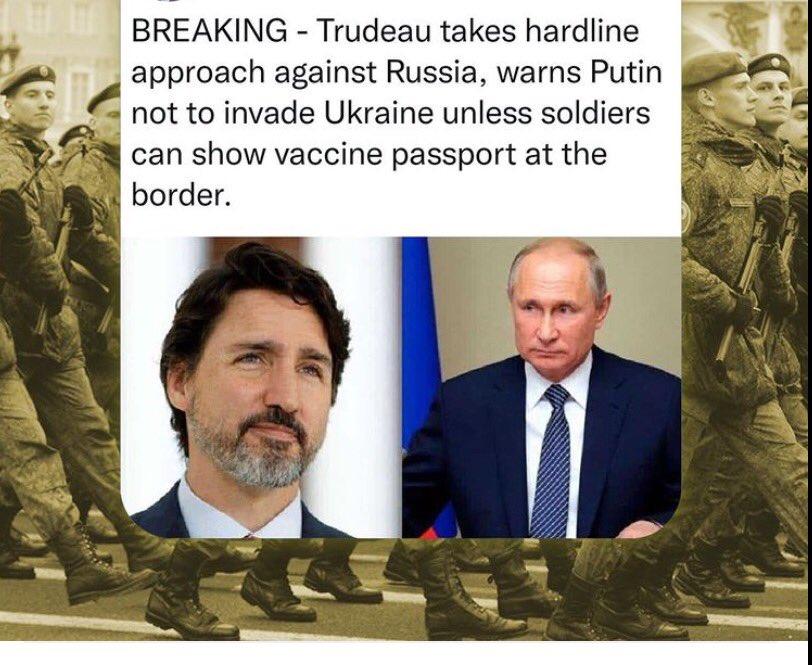 BREAKING - Trudeau takes hardline
approach against Russia, warns Putin
not to invade Ukraine unless soldiers
can show vaccine passport at the
border.